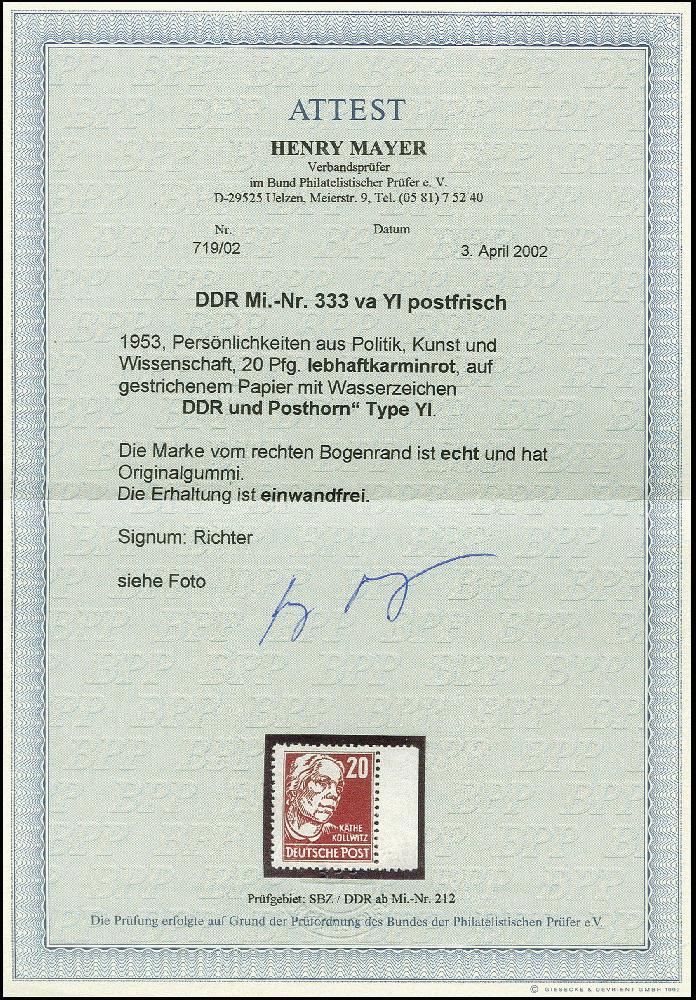 ATTEST
HENRY MAYER
Verbandsprüfer
im Bund Philatelistischer Prüfer e. V.
D-29525 Uelzen, Meierstr. 9, Tel. (05 81) 7 52 40
Nr. Datum
719/02 3. April 2002
DDR Mi.-Nr. 333 va YI postfrisch
1953, Persönlichkeiten aus Politik, Kunst und
Wissenschaft, 20 Pfg. lebhaftkarminrot, auf
gestrichenem Papier mit Wasserzeichen
DDR und Posthorn“ Type YI.
Die Marke vom rechten Bogenrand ist echt und hat
Originalgummi.
Die Erhaltung ist einwandfrei.
Signum: Richter
siehe Foto
20
KÄTHE
KOLLWITZ
DEUTSCHE POST
Prüfgebiet: SBZ / DDR ab Mi.-Nr. 212
Die Prüfung erfolgte auf Grund der Prüfordnung des Bundes der Philatelistischen Prüfer e.V.
© GIESECKE & DEVRIENT GMBH